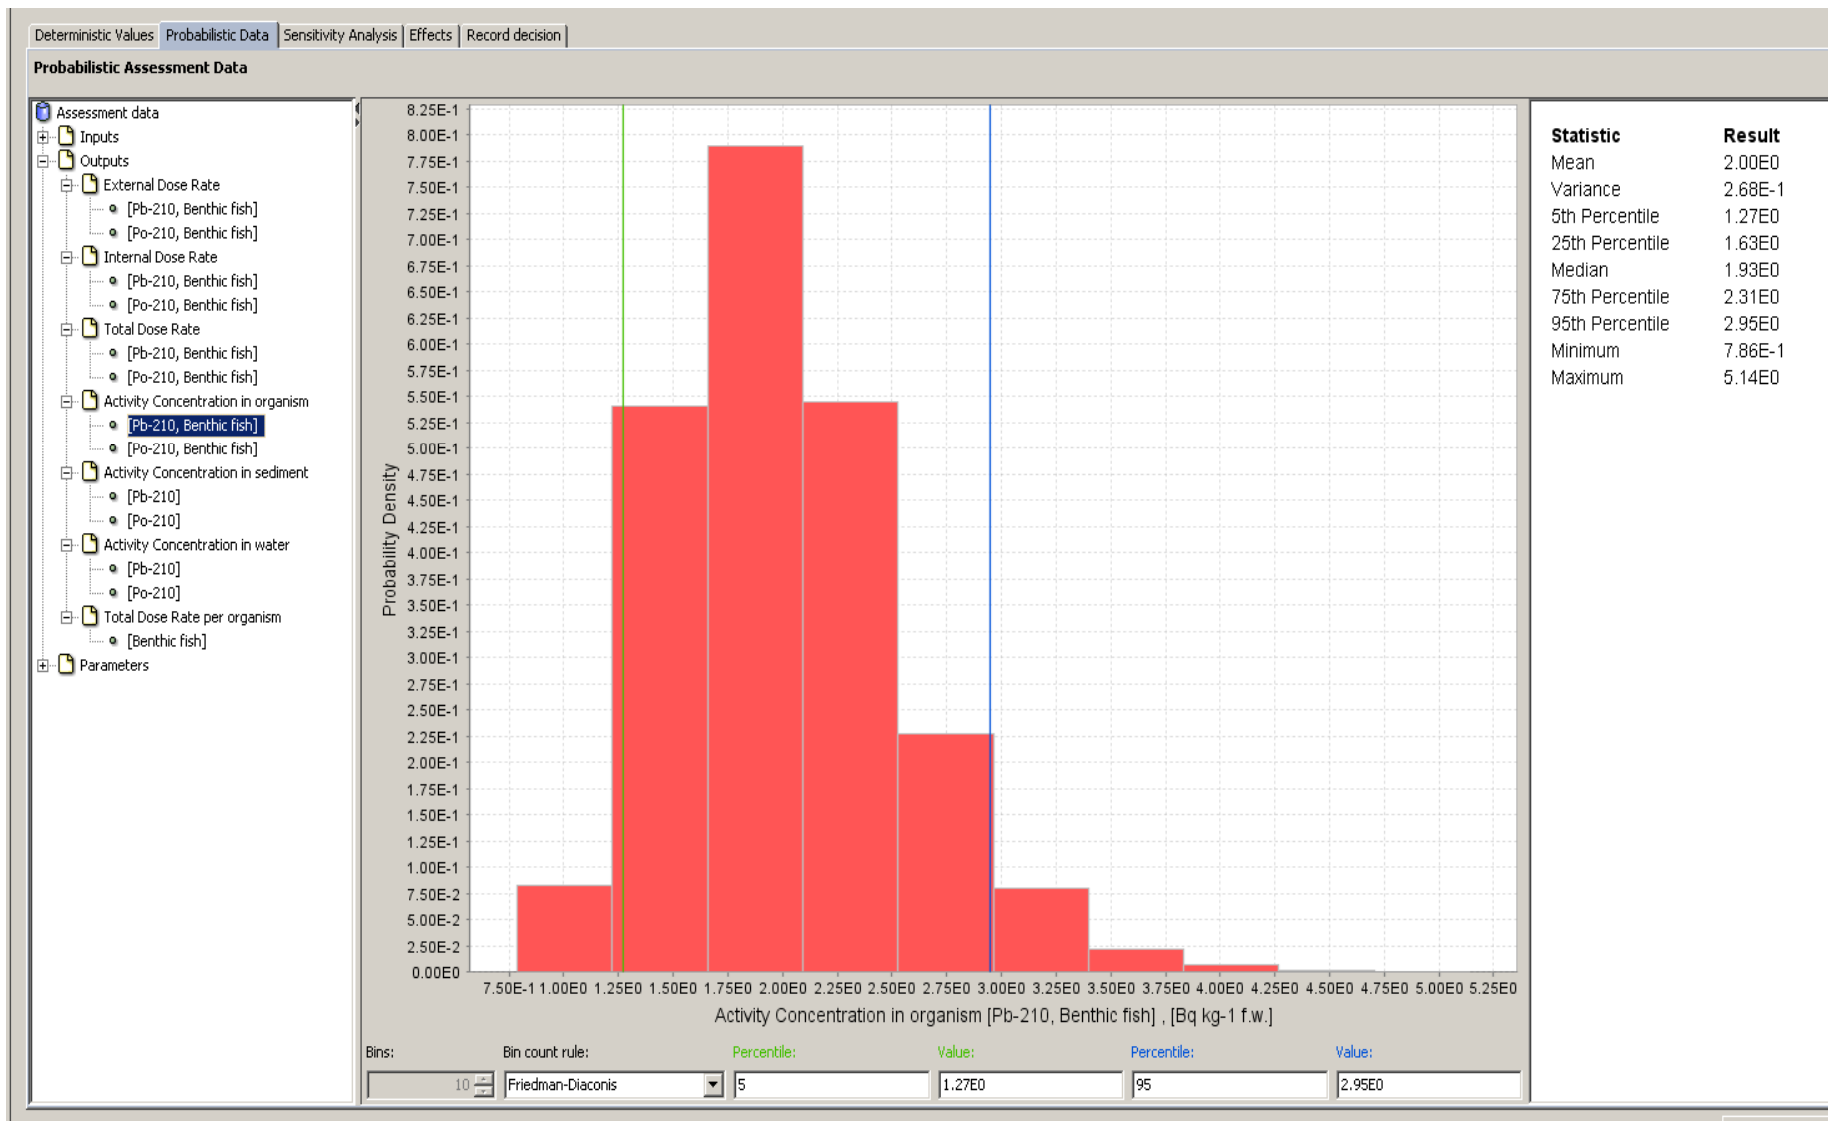 Deterministic Values Probabilistic Data Sensitivity Analysis Effects Record decision
Probabilistic Assessment Data
Assessment data
Inputs
Outputs
External Dose Rate
[Pb-210, Benthic fish]
[Po-210, Benthic fish]
Internal Dose Rate
[Pb-210, Benthic fish]
[Po-210, Benthic fish]
Total Dose Rate
[Pb-210, Benthic fish]
[Po-210, Benthic fish]
Activity Concentration in organism
[Pb-210, Benthic fish]
[Po-210, Benthic fish]
Activity Concentration in sediment
[Pb-210]
[Po-210]
Activity Concentration in water
[Pb-210]
[Po-210]
Total Dose Rate per organism
[Benthic fish]
Parameters
Probability Density
8.25E-1
8.00E-1
7.75E-1
7.50E-1
7.25E-1
7.00E-1
6.75E-1
6.50E-1
6.25E-1
6.00E-1
5.75E-1
5.50E-1
5.25E-1
5.00E-1
4.75E-1
4.50E-1
4.25E-1
4.00E-1
3.75E-1
3.50E-1
3.25E-1
3.00E-1
2.75E-1
2.50E-1
2.25E-1
2.00E-1
1.75E-1
1.50E-1
1.25E-1
1.00E-1
7.50E-2
5.00E-2
2.50E-2
0.00E0
7.50E-1 1.00E0 1.25E0 1.50E0 1.75E0 2.00E0 2.25E0 2.50E0 2.75E0 3.00E0 3.25E0 3.50E0 3.75E0 4.00E0 4.25E0 4.50E0 4.75E0 5.00E0 5.25E0
Activity Concentration in organism [Pb-210, Benthic fish] , [Bq kg-1 f.w.]
Bins: Bin count rule: Percentile: Value: Percentile: Value:
10 Friedman-Diaconis 5 1.27E0 95 2.95E0
Statistic Result
Mean 2.00E0
Variance 2.68E-1
5th Percentile 1.27E0
25th Percentile 1.63E0
Median 1.93E0
75th Percentile 2.31E0
95th Percentile 2.95E0
Minimum 7.86E-1
Maximum 5.14E0